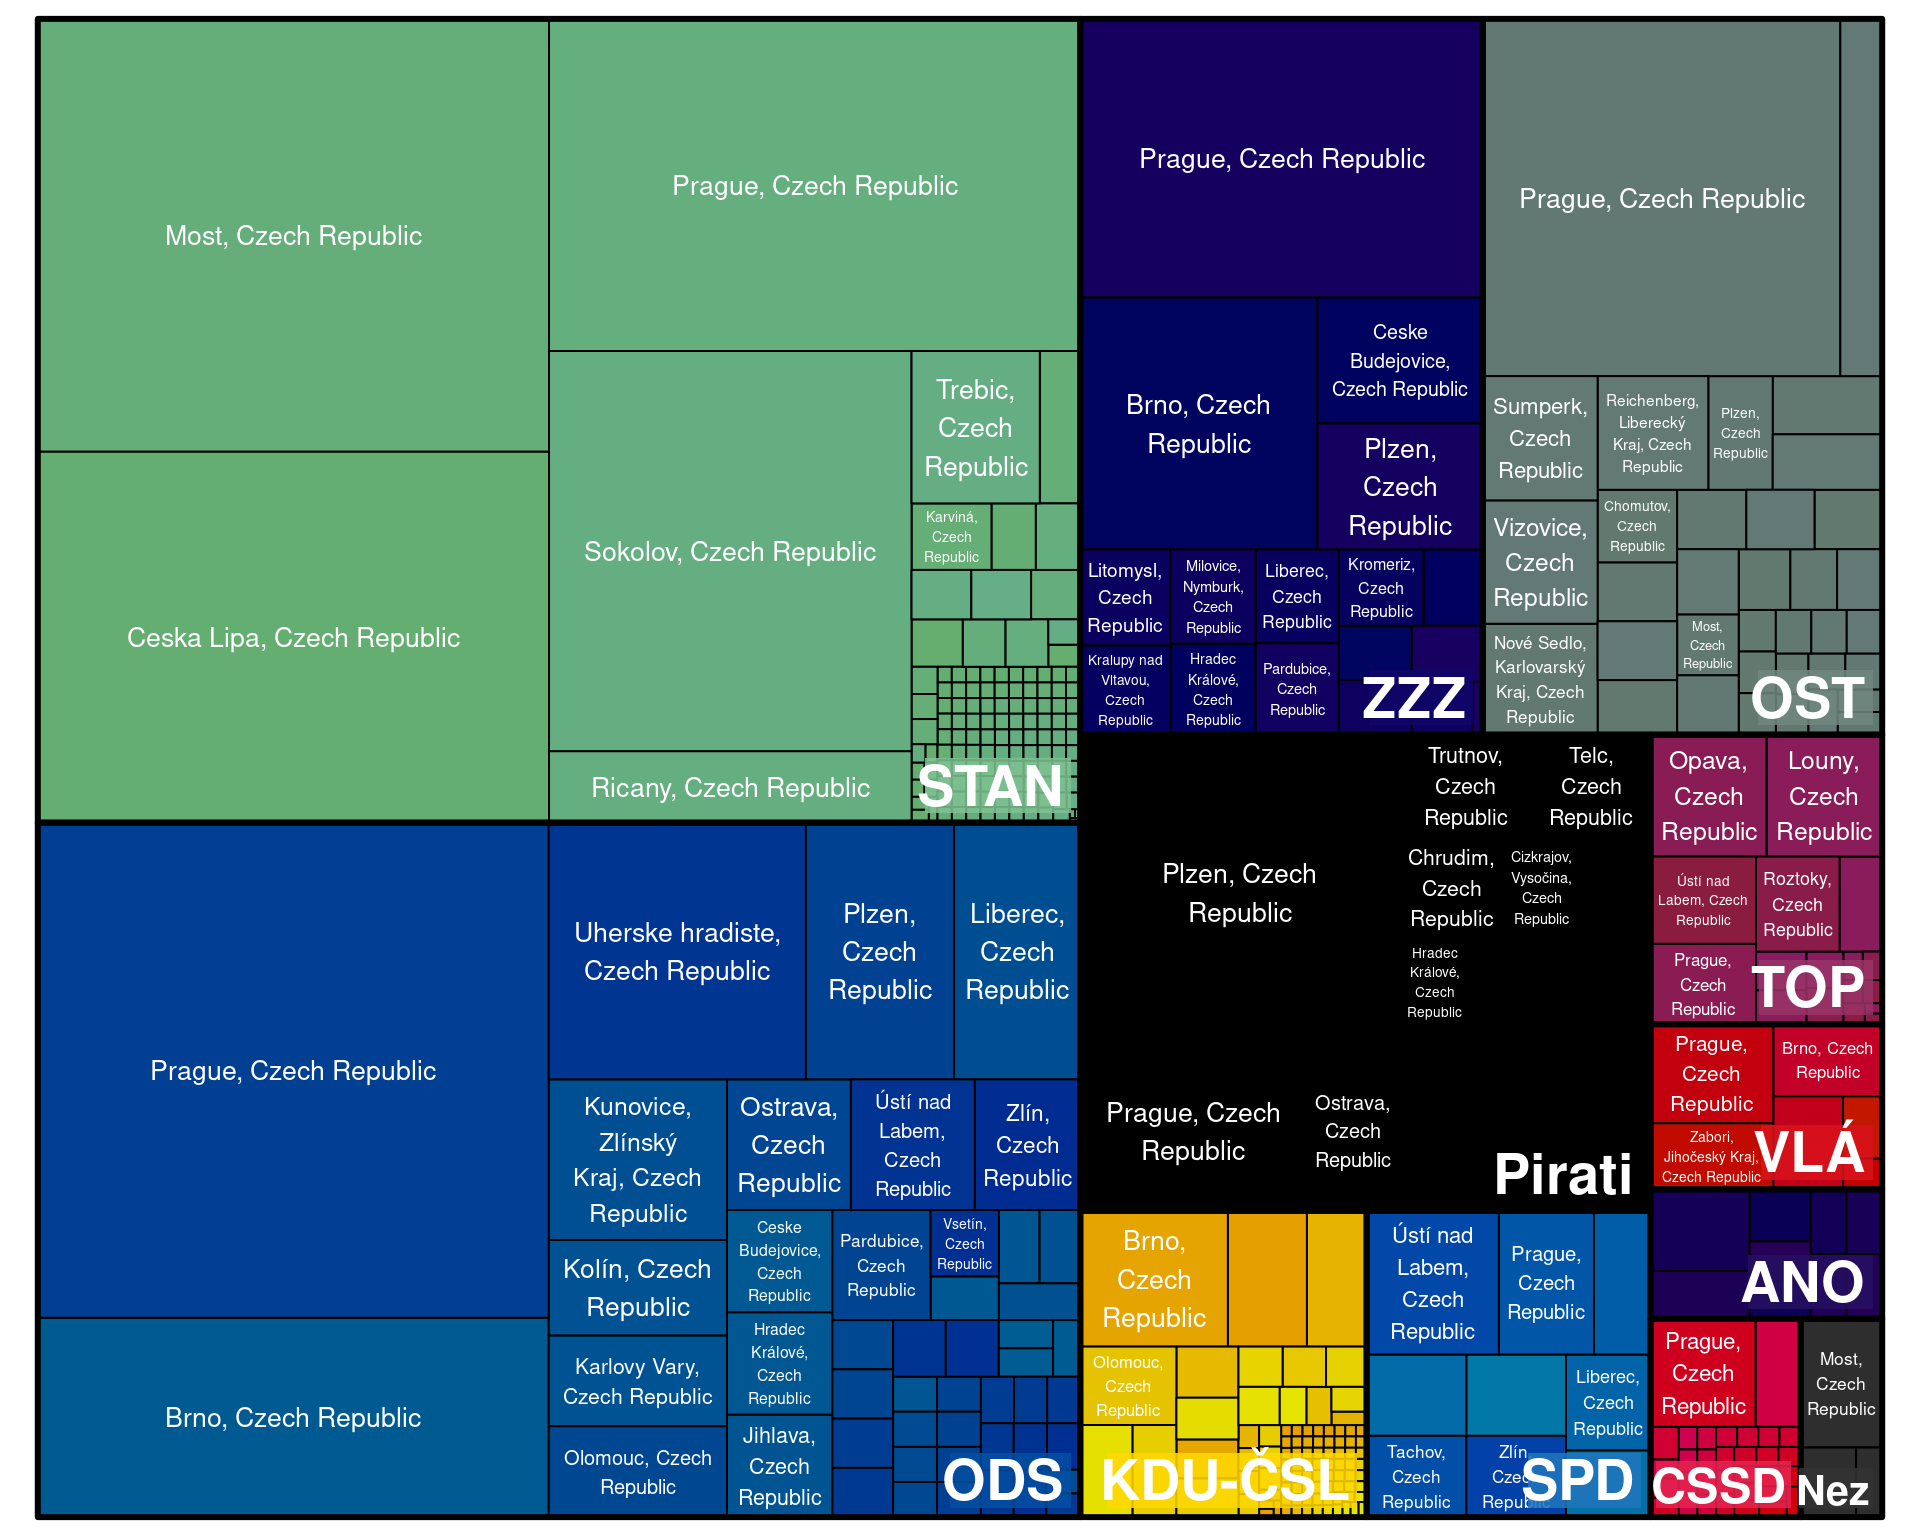 Most, Czech Republic
Ceska Lipa, Czech Republic
Prague, Czech Republic
Sokolov, Czech Republic
Ricany, Czech Republic
Trebic,
Czech
Republic
Karviná,
Czech
Republic
STAN
Prague, Czech Republic
Brno, Czech Republic
Uherske hradiste,
Czech Republic
Plzen,
Czech
Republic
Liberec,
Czech
Republic
Kunovice,
Zlínský
Kraj, Czech
Republic
Kolín, Czech
Republic
Karlovy Vary,
Czech Republic
Olomouc, Czech
Republic
Ostrava,
Czech
Republic
Ústí nad
Labem,
Czech
Republic
Zlín,
Czech
Republic
Ceske
Budejovice,
Czech
Republic
Hradec
Králové,
Czech
Republic
Jihlava,
Czech
Republic
Pardubice,
Czech
Republic
Vsetín,
Czech
Republic
ODS
Prague, Czech Republic
Brno, Czech
Republic
Ceske
Budejovice,
Czech Republic
Plzen,
Czech
Republic
Litomysl,
Czech
Republic
Milovice,
Nymburk,
Czech
Republic
Liberec,
Czech
Republic
Kromeriz,
Czech
Republic
Kralupy nad
Vltavou,
Czech
Republic
Hradec
Králové,
Czech
Republic
Pardubice,
Czech
Republic
ZZZ
Prague, Czech Republic
Sumperk,
Czech
Republic
Reichenberg,
Liberecký
Kraj, Czech
Republic
Plzen,
Czech
Republic
Vizovice,
Czech
Republic
Chomutov,
Czech
Republic
Nové Sedlo,
Karlovarský
Kraj, Czech
Republic
Most,
Czech
Republic
OST
Plzen, Czech
Republic
Trutnov,
Czech
Republic
Telc,
Czech
Republic
Chrudim,
Czech
Republic
Cizkrajov,
Vysočina,
Czech
Republic
Hradec
Králové,
Czech
Republic
Prague, Czech
Republic
Ostrava,
Czech
Republic
Pirati
Opava,
Czech
Republic
Louny,
Czech
Republic
Ústí nad
Labem, Czech
Republic
Roztoky,
Czech
Republic
Prague,
Czech
Republic
TOP
Prague,
Czech
Republic
Brno, Czech
Republic
Zabori,
Jihočeský Kraj,
Czech Republic
VLÁ
ANO
Brno,
Czech
Republic
Olomouc,
Czech
Republic
KDU-ČSL
Ústí nad
Labem,
Czech
Republic
Prague,
Czech
Republic
Liberec,
Czech
Republic
Tachov,
Czech
Republic
Zlín
SPD
Prague,
Czech
Republic
CSSD
Most,
Czech
Republic
Nez